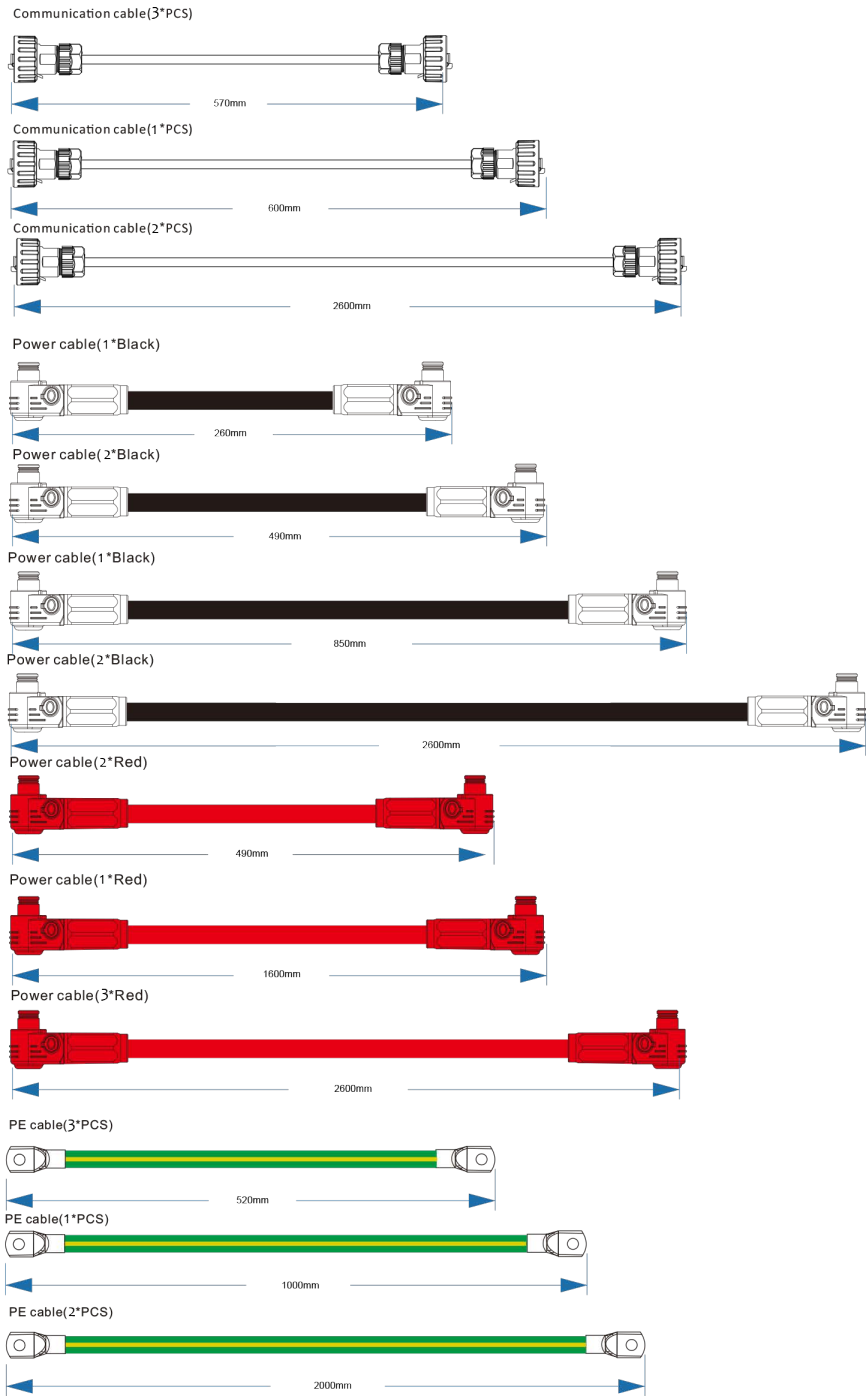 Communication cable(3*PCS)
570mm
Communication cable(1*PCS)
600mm
Communication cable(2*PCS)
2600mm
Power cable(1*Black)
260mm
Power cable(2*Black)
490mm
Power cable(1*Black)
850mm
Power cable(2*Black)
2600mm
Power cable(2*Red)
490mm
Power cable(1*Red)
1600mm
Power cable(3*Red)
2600mm
PE cable(3*PCS)
520mm
PE cable(1*PCS)
1000mm
PE cable(2*PCS)
2000mm